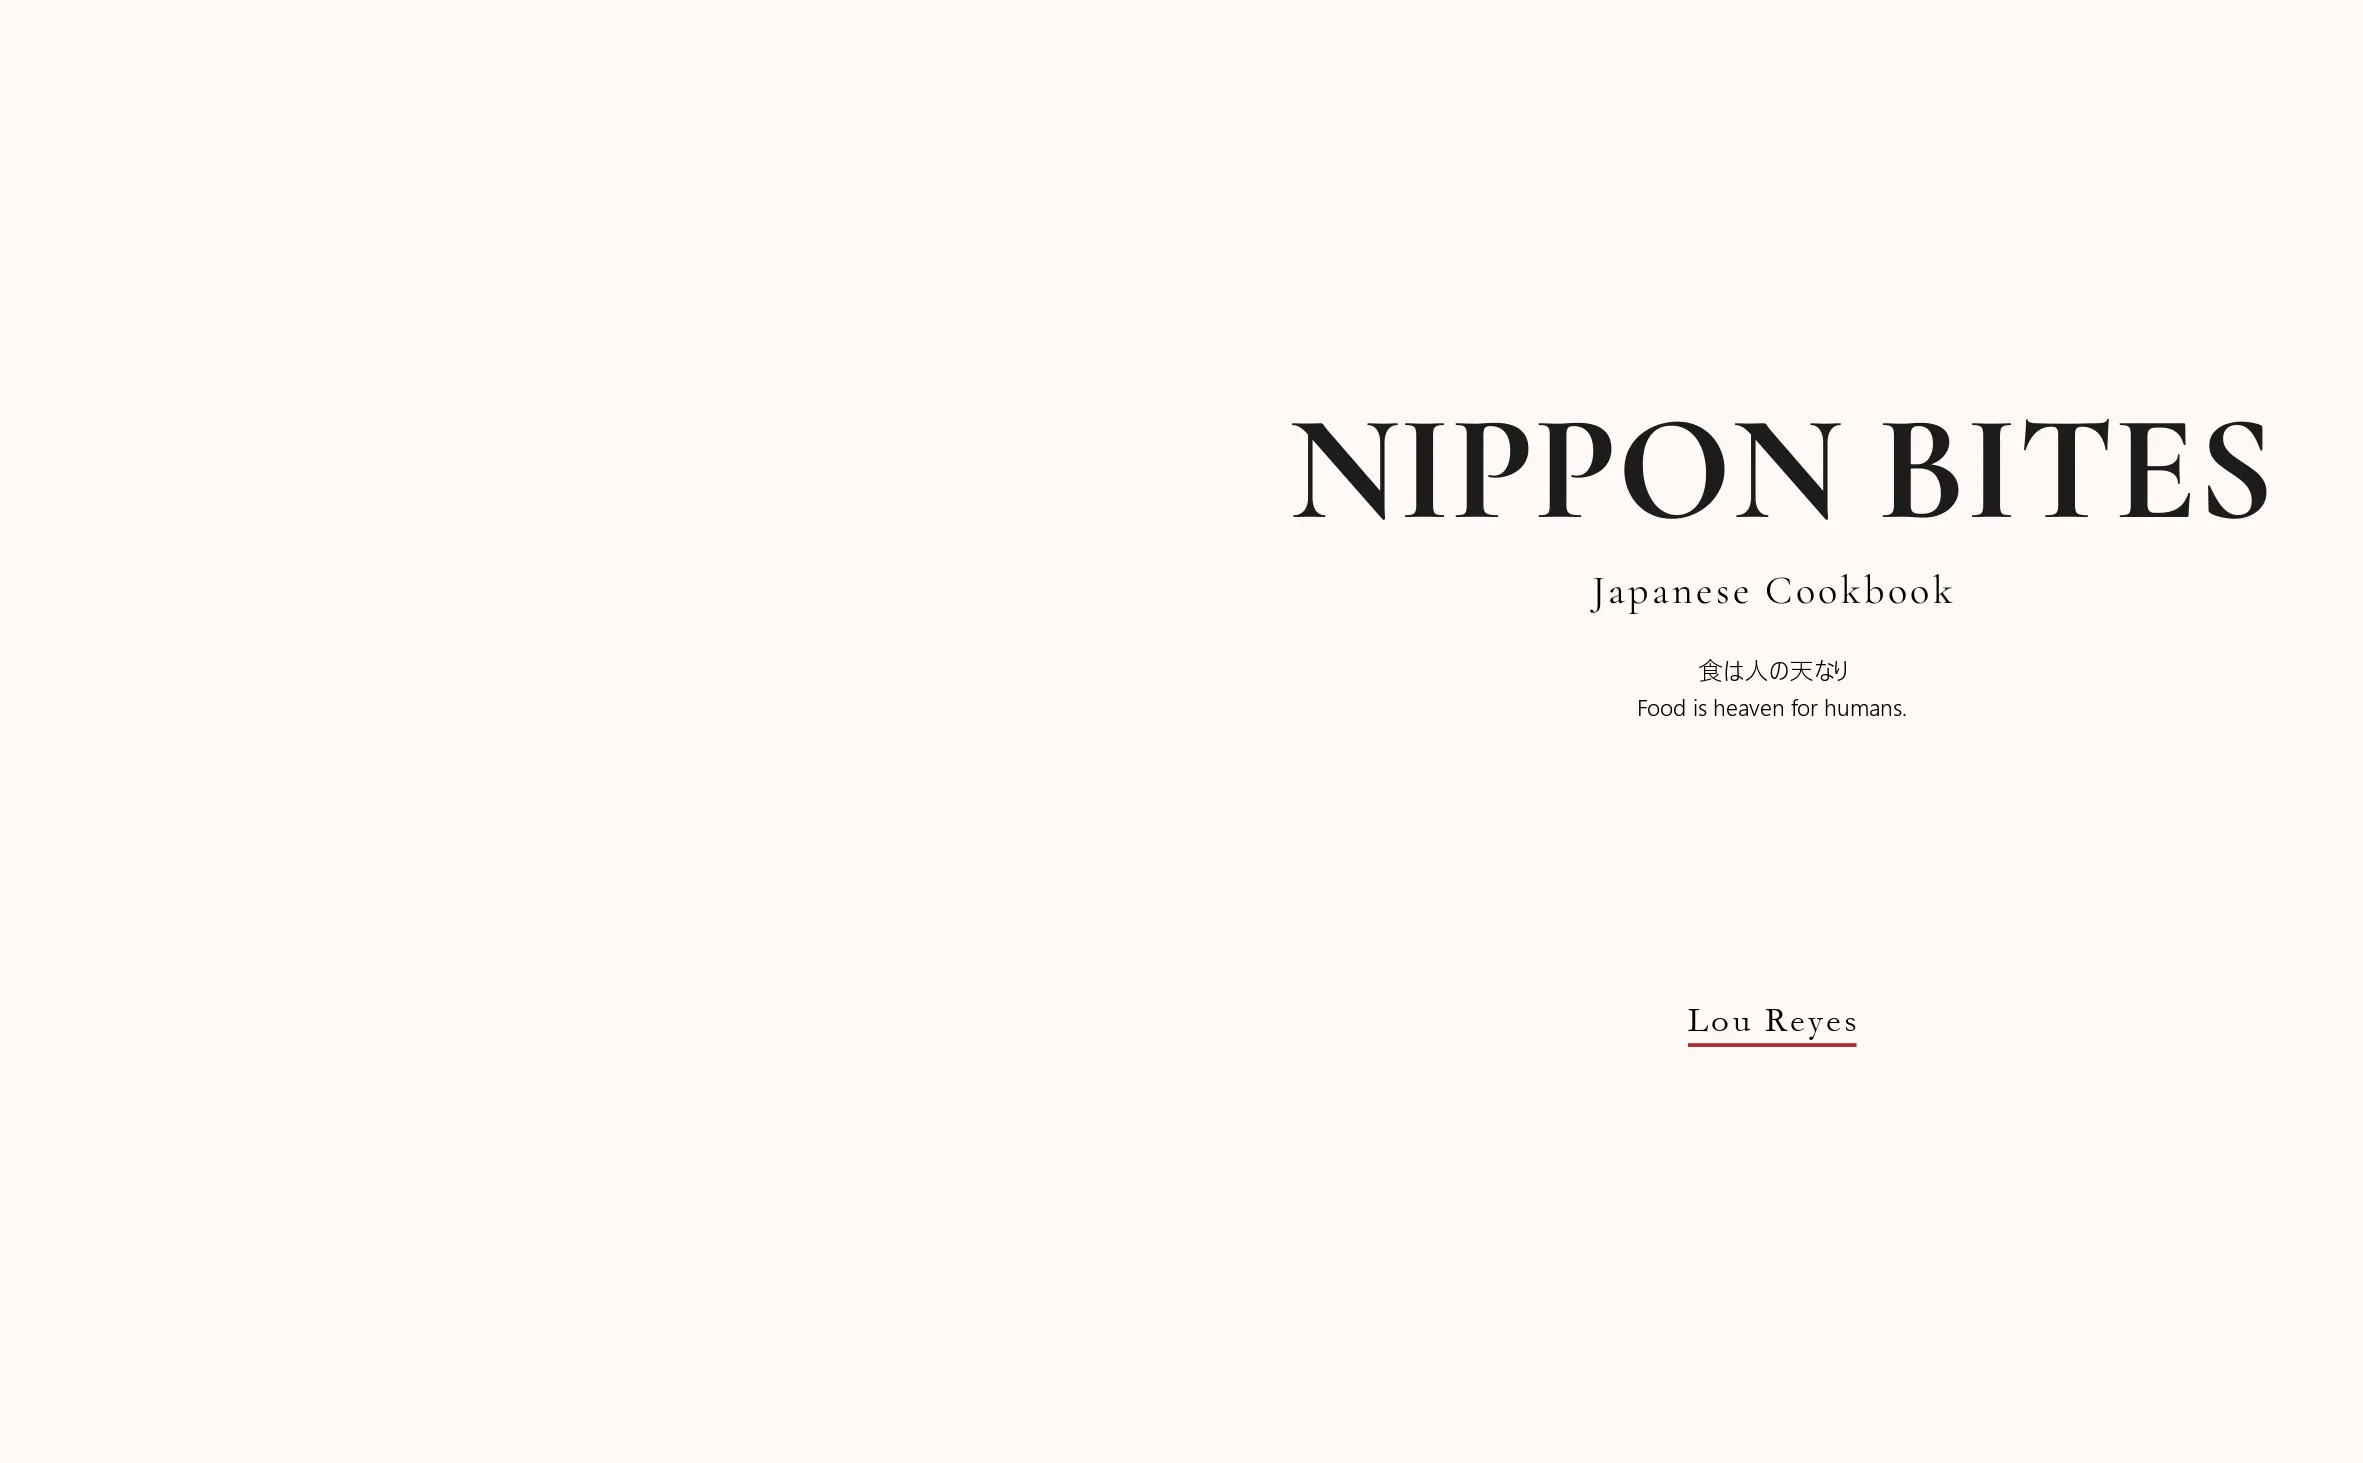 NIPPON BITES
Japanese Cookbook
食は人の天なり
Food is heaven for humans.
Lou Reyes